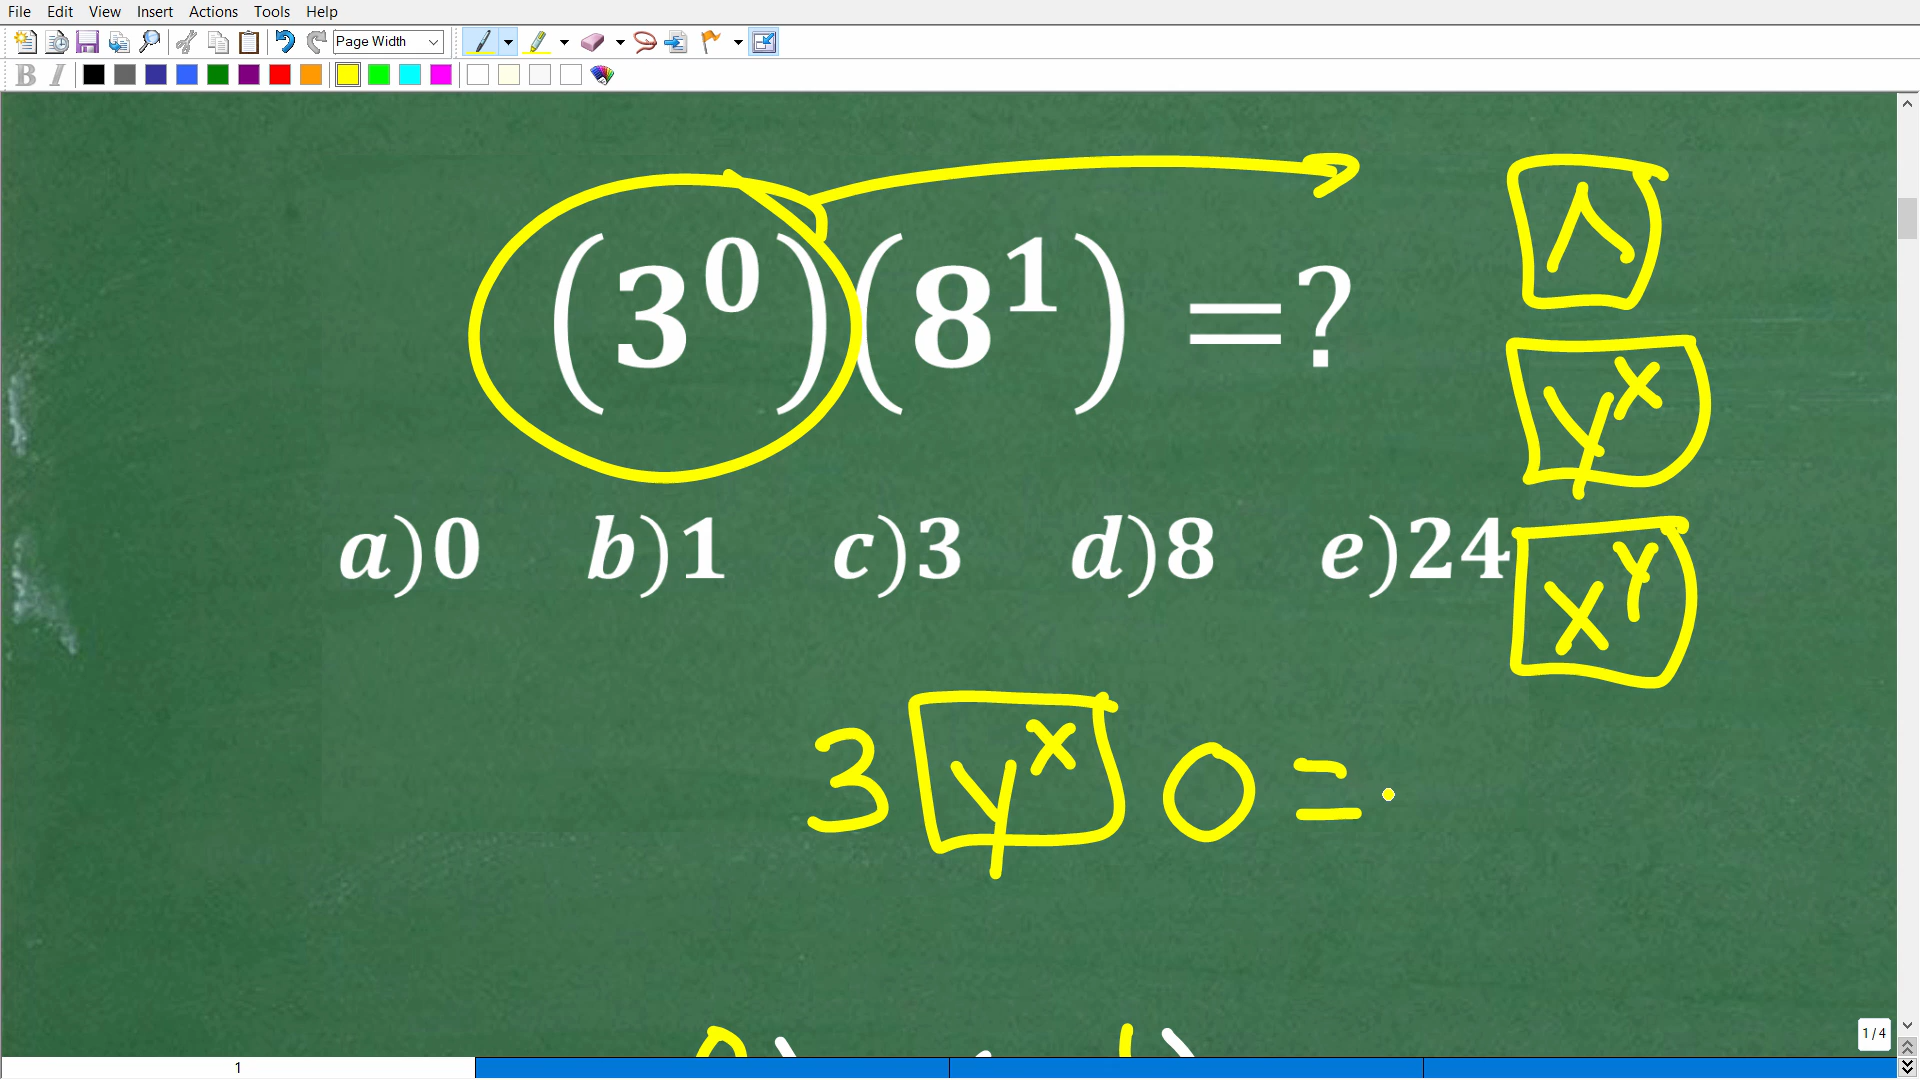 File Edit View Insert Actions Tools Help
Page Width
B I
(3⁰)(8¹) =?
^
yˣ
a)0 b)1 c)3 d)8 e)24
xʸ
3 yˣ 0 =
1 / 4
1